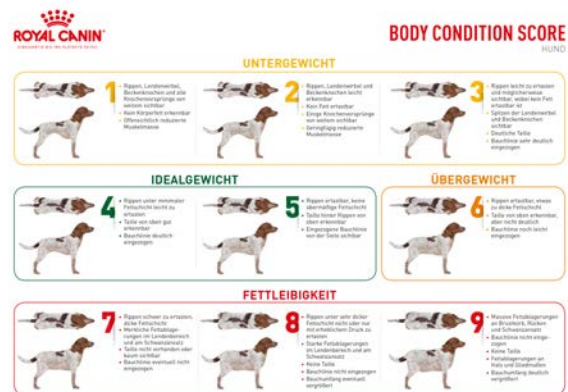 ROYAL CANIN
BODY CONDITION SCORE
HUND
UNTERGEWICHT
1
Rippen, Lendenwirbel,
Beckenknochen und alle
Knochenvorsprünge von
weitem sichtbar
Kein Körperfett erkennbar
Offensichtlich reduzierte
Muskelmasse
2
Rippen, Lendenwirbel und
Beckenknochen leicht
erkennbar
Kein Fett ertastbar
Einige Knochenvorsprünge
von weitem sichtbar
Geringfügig reduzierte
Muskelmasse
3
Rippen leicht zu ertasten
und möglicherweise
sichtbar, wobei kein Fett
ertastbar ist
Spitzen der Lendenwirbel
und Beckenknochen
sichtbar
Deutliche Taille
Bauchlinie sehr deutlich
eingezogen
IDEALGEWICHT
4
Rippen unter minimaler
Fettschicht leicht zu
ertasten
Taille von oben gut
erkennbar
Bauchlinie deutlich
eingezogen
5
Rippen ertastbar, keine
übermäßige Fettschicht
Taille hinter Rippen von
oben erkennbar
Eingezogene Bauchlinie
von der Seite sichtbar
ÜBERGEWICHT
6
Rippen ertastbar, etwas
zu dicke Fettschicht
Taille von oben erkennbar,
aber nicht deutlich
Bauchlinie noch leicht
eingezogen
FETTLEIBIGKEIT
7
Rippen schwer zu ertasten,
dicke Fettschicht
Merkliche Fettablage-
rungen im Lendenbereich
und am Schwanzansatz
Taille nicht vorhanden oder
kaum sichtbar
Bauchlinie eventuell nicht
eingezogen
8
Rippen unter sehr dicker
Fettschicht nicht oder nur
mit erheblichem Druck zu
ertasten
Starke Fettablagerungen
im Lendenbereich und am
Schwanzansatz
Keine Taille
Bauchlinie nicht eingezogen
Bauchumfang eventuell
vergrößert
9
Massive Fettablagerungen
an Brustkorb, Rücken
und Schwanzansatz
Bauchlinie nicht einge-
zogen
Keine Taille
Fettablagerungen an
Hals und Gliedmaßen
Bauchumfang deutlich
vergrößert